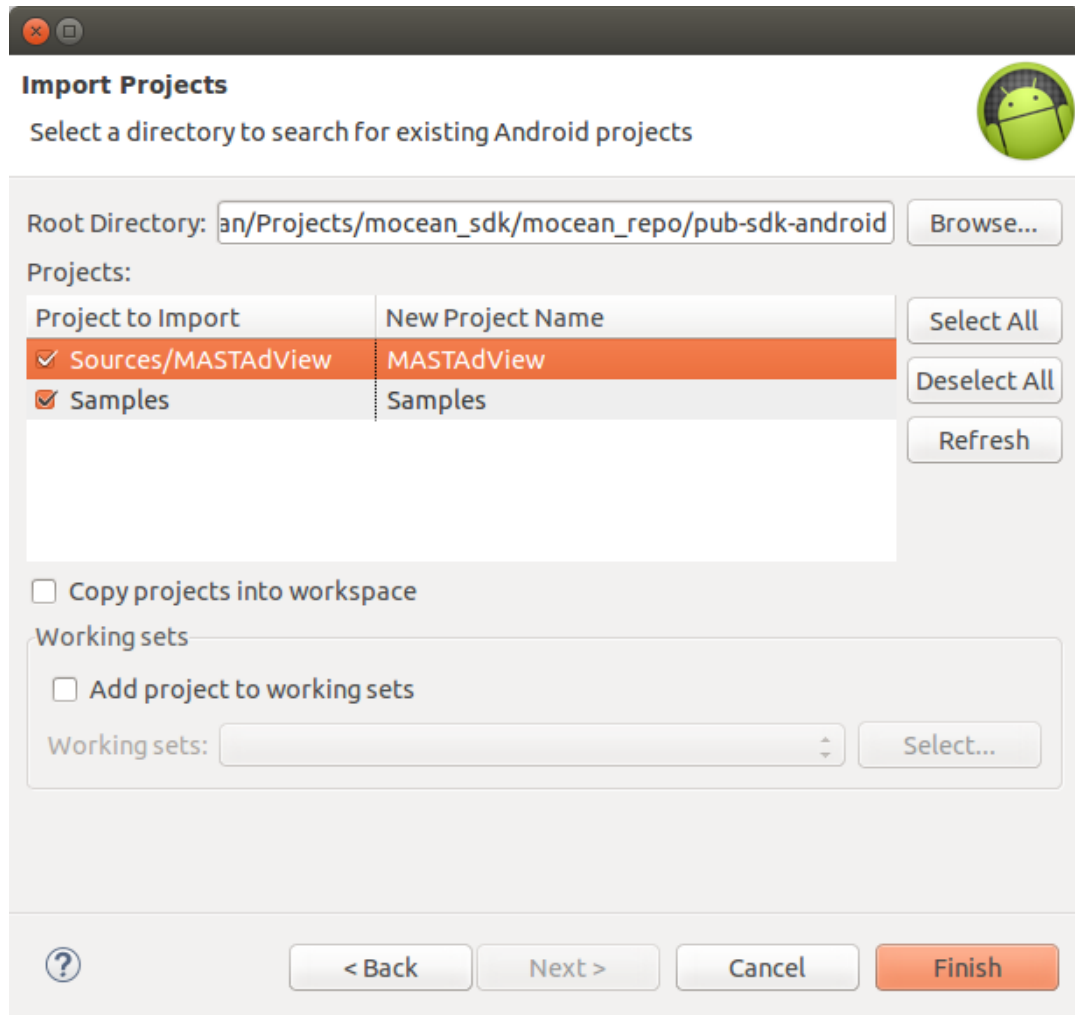 Import Projects
Select a directory to search for existing Android projects
Root Directory: an/Projects/mocean_sdk/mocean_repo/pub-sdk-android Browse...
Projects:
Project to Import New Project Name
Select All
Sources/MASTAdView MASTAdView
Deselect All
Samples Samples
Refresh
Copy projects into workspace
Working sets
Add project to working sets
Working sets: Select...
? < Back Next > Cancel Finish